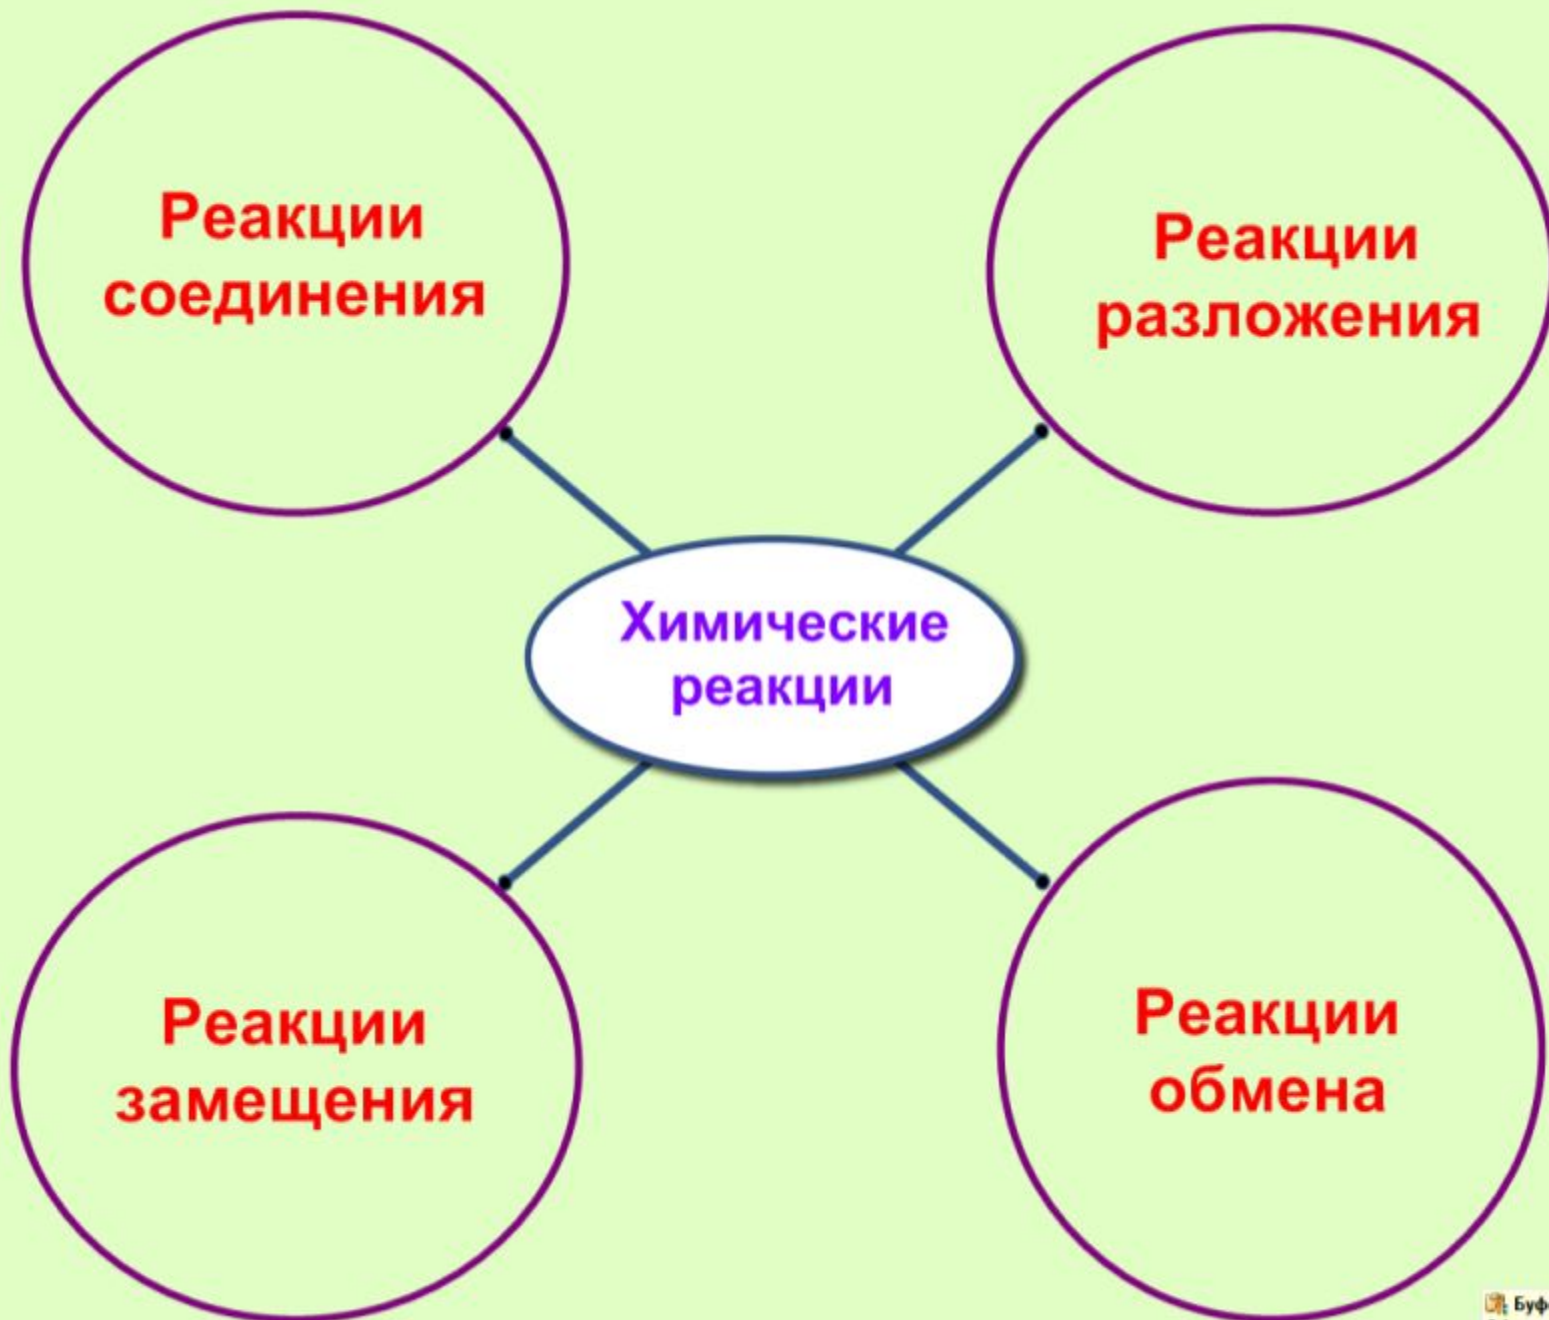 Реакции
соединения
Реакции
разложения
Химические
реакции
Реакции
замещения
Реакции
обмена